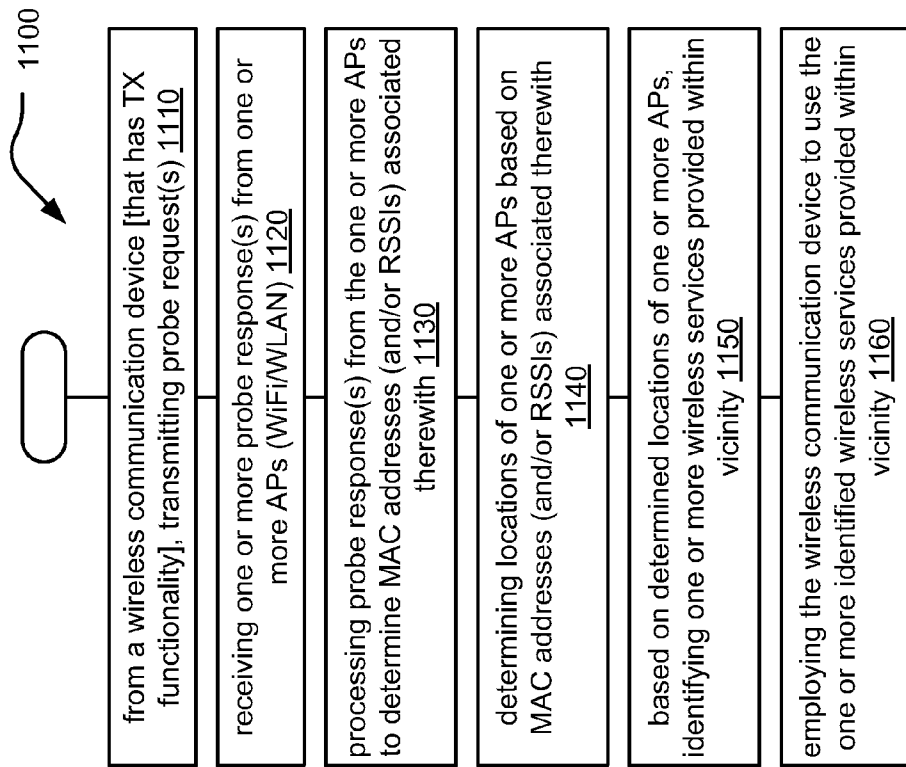 1100
from a wireless communication device [that has TX
functionality], transmitting probe request(s) 1110
receiving one or more probe response(s) from one or
more APs (WiFi/WLAN) 1120
processing probe response(s) from the one or more APs
to determine MAC addresses (and/or RSSIs) associated
therewith 1130
determining locations of one or more APs based on
MAC addresses (and/or RSSIs) associated therewith
1140
based on determined locations of one or more APs,
identifying one or more wireless services provided within
vicinity 1150
employing the wireless communication device to use the
one or more identified wireless services provided within
vicinity 1160